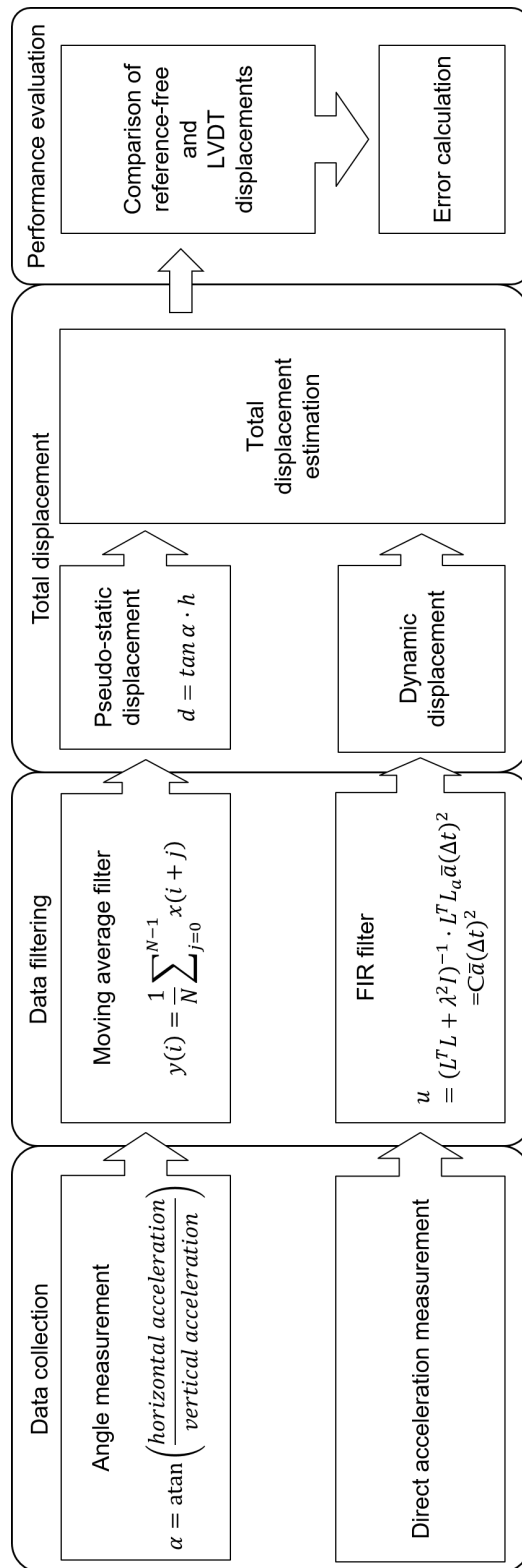 Data collection
Angle measurement
α = atan(horizontal acceleration / vertical acceleration)
Direct acceleration measurement
Data filtering
Moving average filter
y(i) = 1/N ∑_{j=0}^{N−1} x(i + j)
FIR filter
u
= (L^T L + λ^2 I)^{−1} · L^T L_a a̅(Δt)^2
=Ca̅(Δt)^2
Total displacement
Pseudo-static
displacement
d = tan α · h
Dynamic
displacement
Total
displacement
estimation
Performance evaluation
Comparison of
reference-free
and
LVDT
displacements
Error calculation